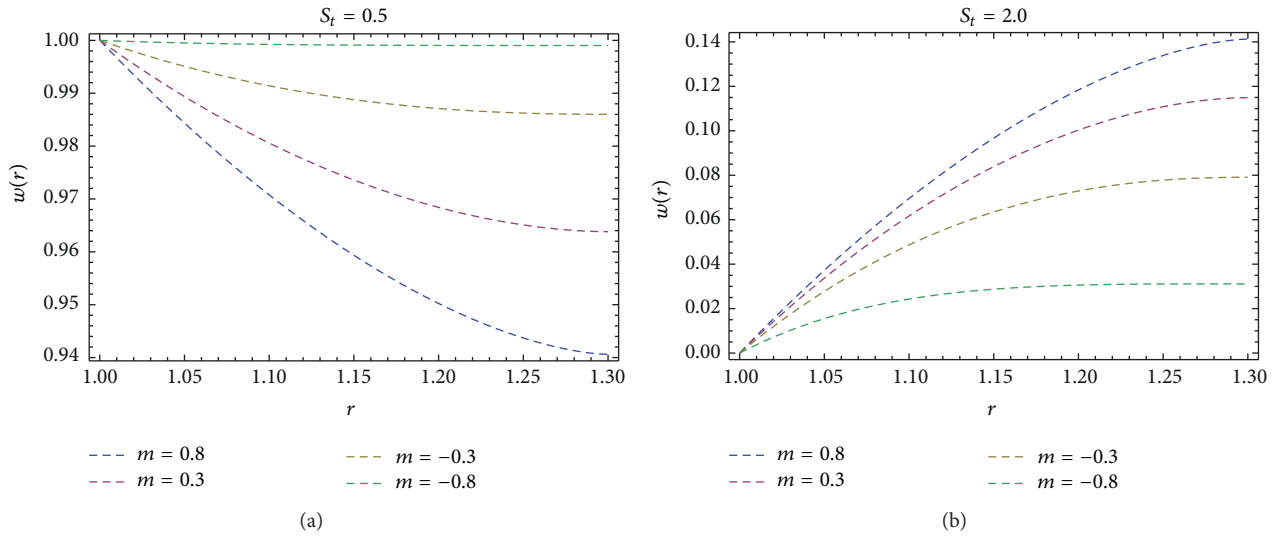 S_t = 0.5
1.00
0.99
0.98
0.97
0.96
0.95
0.94
w(r)
1.00 1.05 1.10 1.15 1.20 1.25 1.30
r
m = 0.8 m = −0.3
m = 0.3 m = −0.8
(a)
S_t = 2.0
0.14
0.12
0.10
0.08
0.06
0.04
0.02
0.00
w(r)
1.00 1.05 1.10 1.15 1.20 1.25 1.30
r
m = 0.8 m = −0.3
m = 0.3 m = −0.8
(b)